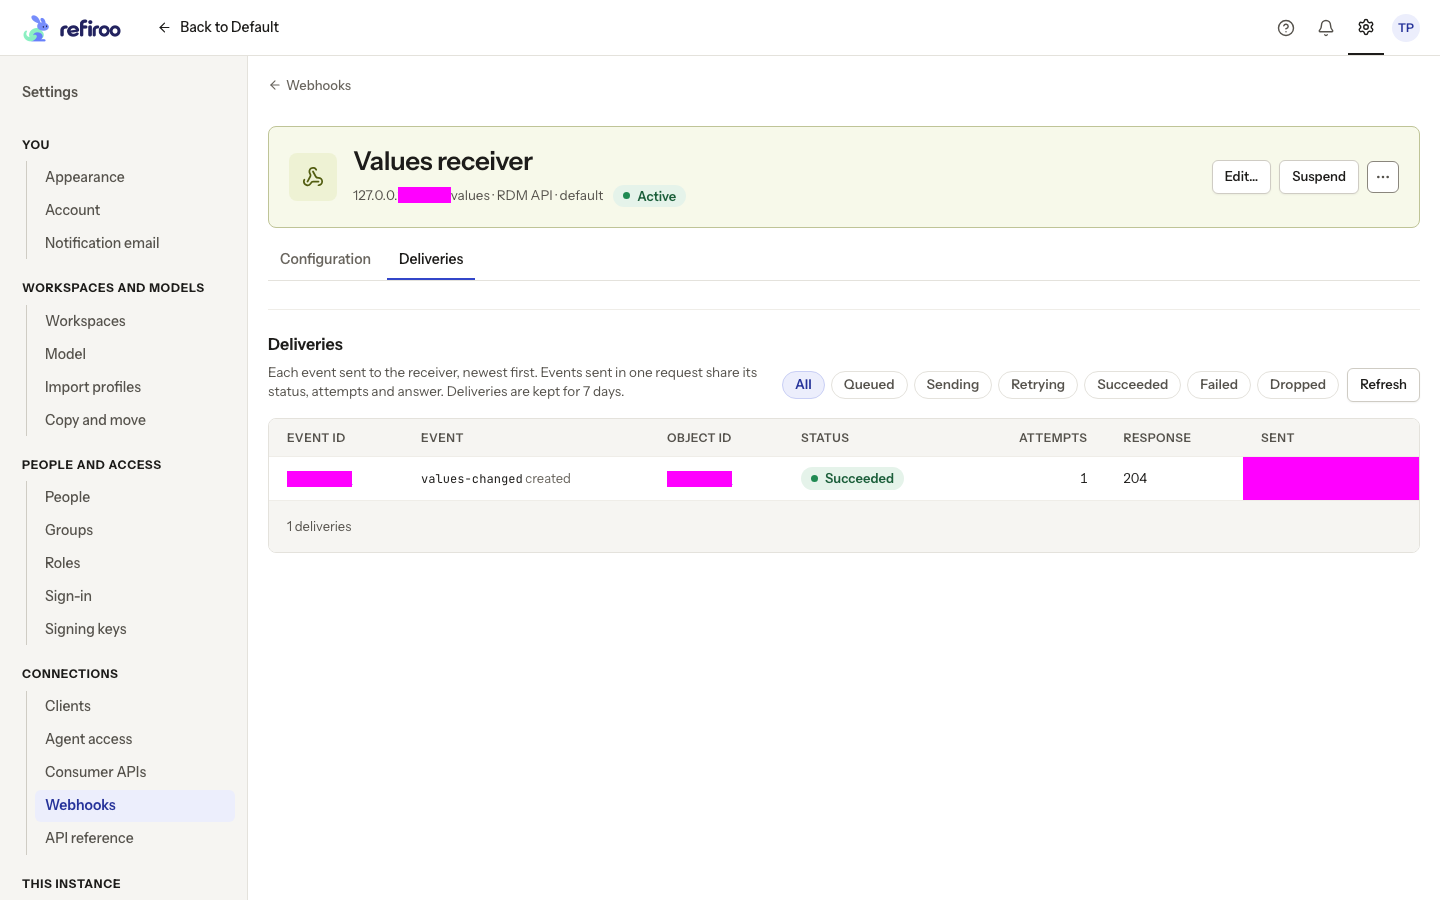 refiroo
Back to Default
TP
Settings
YOU
Appearance
Account
Notification email
WORKSPACES AND MODELS
Workspaces
Model
Import profiles
Copy and move
PEOPLE AND ACCESS
People
Groups
Roles
Sign-in
Signing keys
CONNECTIONS
Clients
Agent access
Consumer APIs
Webhooks
API reference
THIS INSTANCE
Webhooks
Values receiver
127.0.0. values · RDM API · default Active
Edit... Suspend
Configuration Deliveries
Deliveries
Each event sent to the receiver, newest first. Events sent in one request share its
status, attempts and answer. Deliveries are kept for 7 days.
All Queued Sending Retrying Succeeded Failed Dropped Refresh
EVENT ID EVENT OBJECT ID STATUS ATTEMPTS RESPONSE SENT
values-changed created Succeeded 1 204
1 deliveries